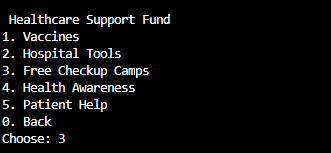 Healthcare Support Fund
1. Vaccines
2. Hospital Tools
3. Free Checkup Camps
4. Health Awareness
5. Patient Help
0. Back
Choose: 3